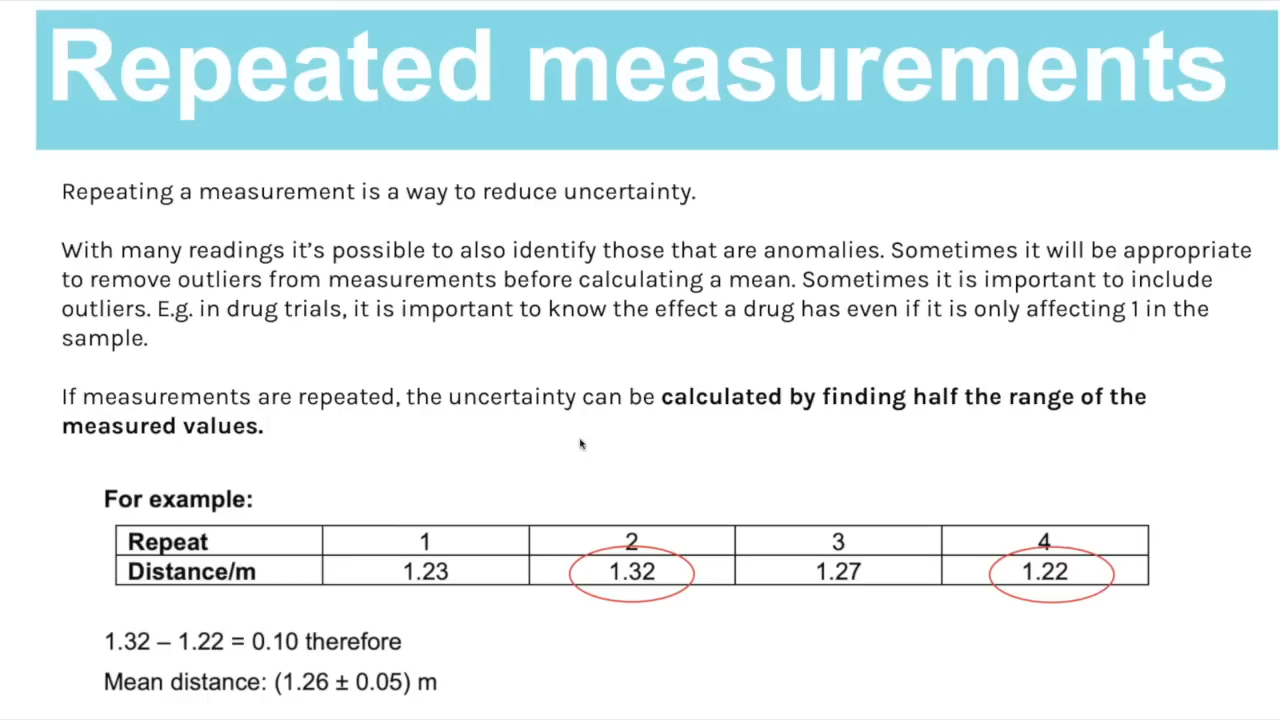 Repeated measurements
Repeating a measurement is a way to reduce uncertainty.
With many readings it's possible to also identify those that are anomalies. Sometimes it will be appropriate
to remove outliers from measurements before calculating a mean. Sometimes it is important to include
outliers. E.g. in drug trials, it is important to know the effect a drug has even if it is only affecting 1 in the
sample.
If measurements are repeated, the uncertainty can be calculated by finding half the range of the
measured values.
For example:
Repeat 1 2 3 4
Distance/m 1.23 1.32 1.27 1.22
1.32 – 1.22 = 0.10 therefore
Mean distance: (1.26 ± 0.05) m